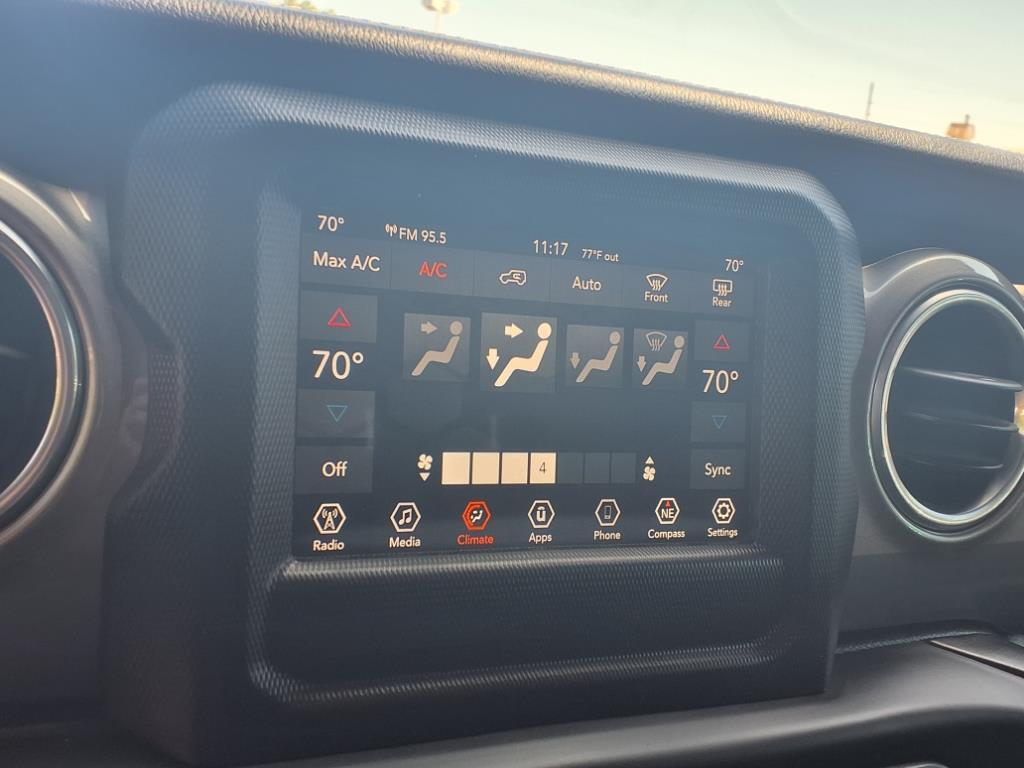 70° FM 95.5 11:17 77°F out 70°
Max A/C A/C Auto Front Rear
70° 70°
Off 4 Sync
NE
Radio Media Climate Apps Phone Compass Settings